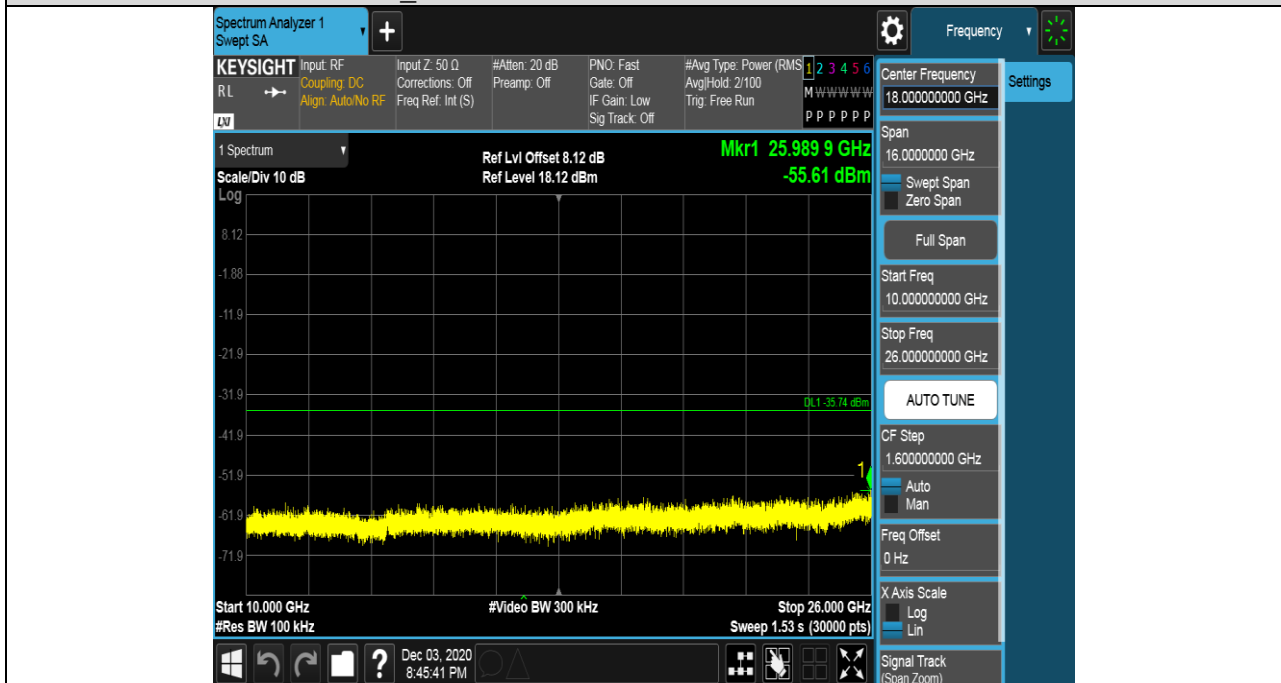 Spectrum Analyzer 1
Swept SA
+
Frequency
KEYSIGHT
RL
LXI
Input: RF
Coupling: DC
Align: Auto/No RF
Input Z: 50 Ω
Corrections: Off
Freq Ref: Int (S)
#Atten: 20 dB
Preamp: Off
PNO: Fast
Gate: Off
IF Gain: Low
Sig Track: Off
#Avg Type: Power (RMS
Avg|Hold: 2/100
Trig: Free Run
1 2 3 4 5 6
M W W W W W
P P P P P P
1 Spectrum
Scale/Div 10 dB
Log
Ref Lvl Offset 8.12 dB
Ref Level 18.12 dBm
Mkr1 25.989 9 GHz
-55.61 dBm
8.12
-1.88
-11.9
-21.9
-31.9
DL1 -35.74 dBm
-41.9
-51.9
1
-61.9
-71.9
Start 10.000 GHz
#Video BW 300 kHz
Stop 26.000 GHz
#Res BW 100 kHz
Sweep 1.53 s (30000 pts)
?
Dec 03, 2020
8:45:41 PM
Center Frequency
18.000000000 GHz
Settings
Span
16.0000000 GHz
Swept Span
Zero Span
Full Span
Start Freq
10.000000000 GHz
Stop Freq
26.000000000 GHz
AUTO TUNE
CF Step
1.600000000 GHz
Auto
Man
Freq Offset
0 Hz
X Axis Scale
Log
Lin
Signal Track
(Span Zoom)